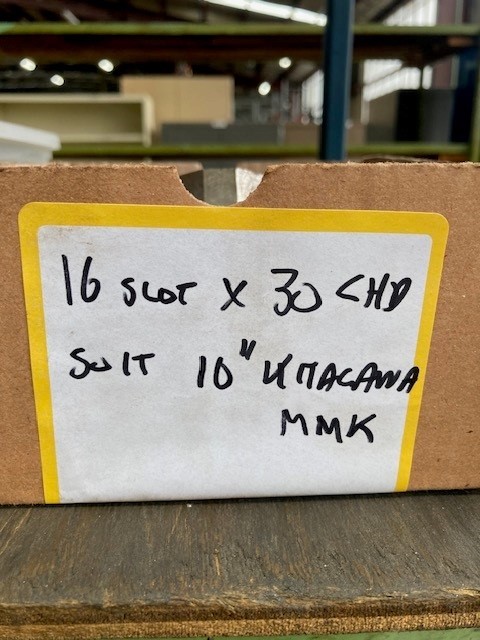 16 SLOT X 30 CHD
SUIT 10" KITAGAWA
MMK